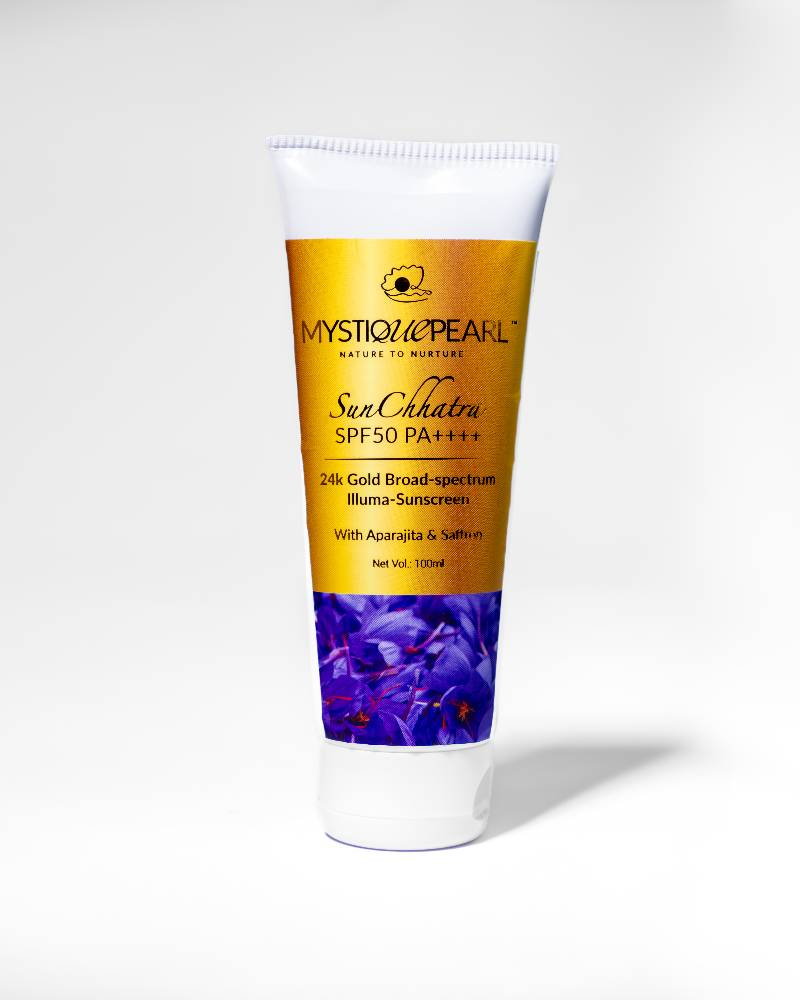 MYSTIQUEPEARL™
NATURE TO NURTURE
SunChhatra
SPF50 PA++++
24k Gold Broad-spectrum
Illuma-Sunscreen
With Aparajita & Saffron
Net Vol.: 100ml